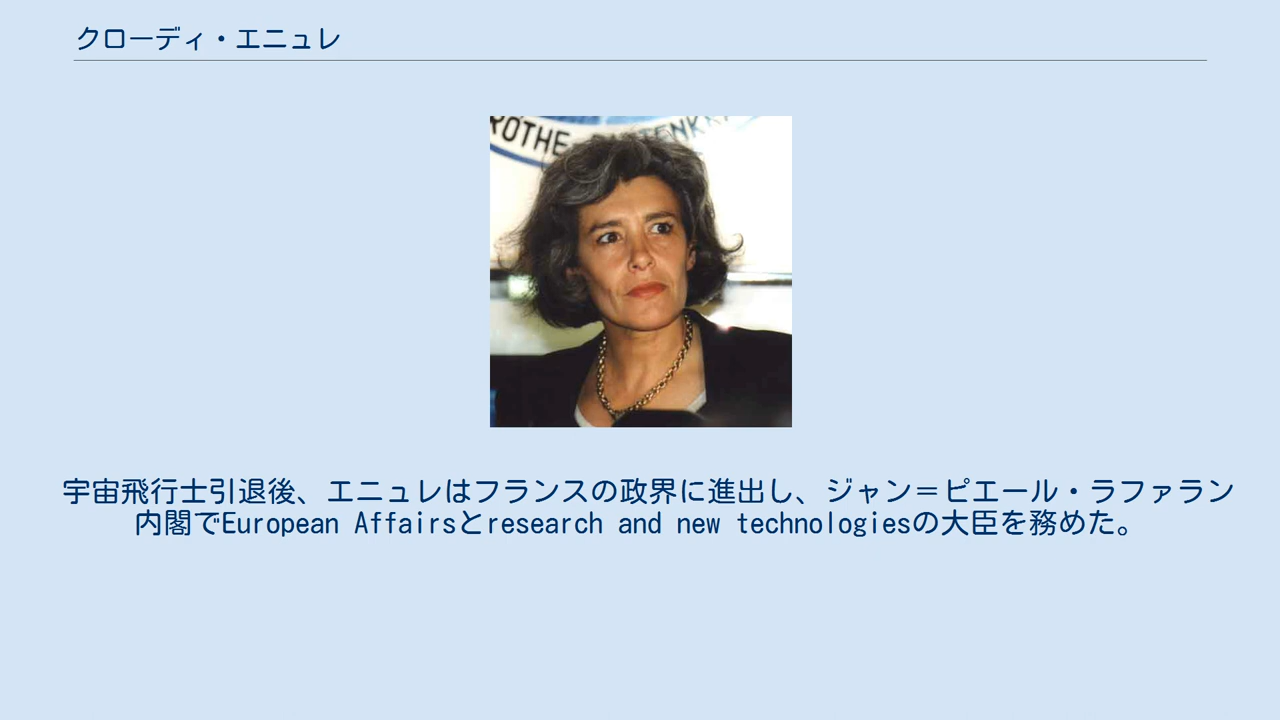 クローディ・エニュレ
ROTHE
宇宙飛行士引退後、エニュレはフランスの政界に進出し、ジャン＝ピエール・ラファラン
内閣でEuropean Affairsとresearch and new technologiesの大臣を務めた。